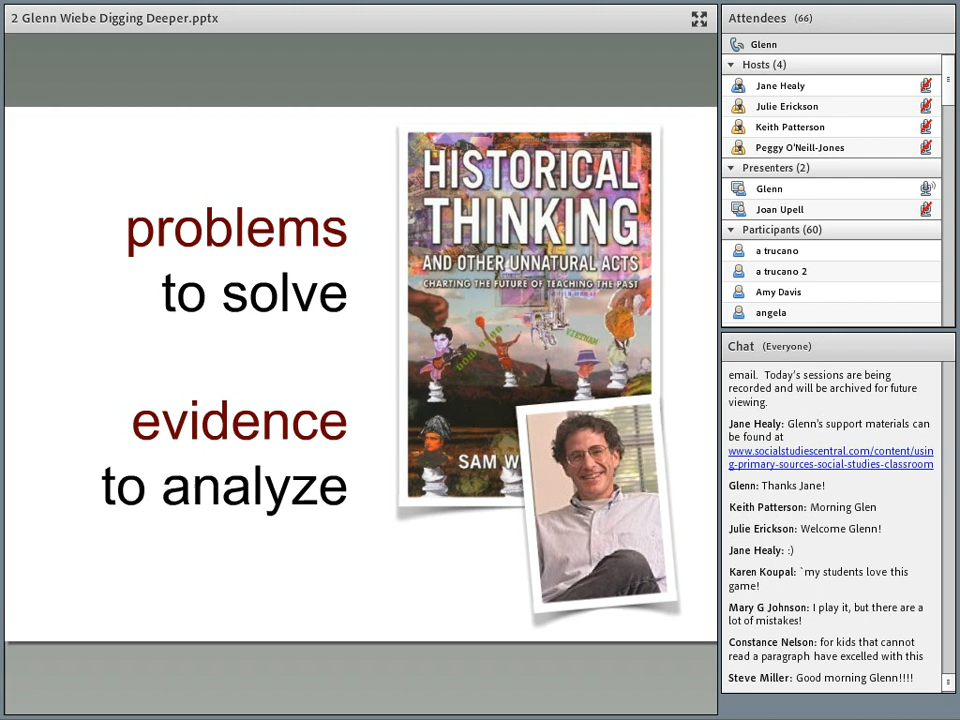 2 Glenn Wiebe Digging Deeper.pptx
problems
to solve
evidence
to analyze
HISTORICAL
THINKING
AND OTHER UNNATURAL ACTS
CHARTING THE FUTURE OF TEACHING THE PAST
VIETNAM
SAM W
Attendees (66)
Glenn
Hosts (4)
Jane Healy
Julie Erickson
Keith Patterson
Peggy O'Neill-Jones
Presenters (2)
Glenn
Joan Upell
Participants (60)
a trucano
a trucano 2
Amy Davis
angela
Chat (Everyone)
email. Today's sessions are being
recorded and will be archived for future
viewing.
Jane Healy: Glenn's support materials can
be found at
www.socialstudiescentral.com/content/usin
g-primary-sources-social-studies-classroom
Glenn: Thanks Jane!
Keith Patterson: Morning Glen
Julie Erickson: Welcome Glenn!
Jane Healy: :)
Karen Koupal: `my students love this
game!
Mary G Johnson: I play it, but there are a
lot of mistakes!
Constance Nelson: for kids that cannot
read a paragraph have excelled with this
Steve Miller: Good morning Glenn!!!!